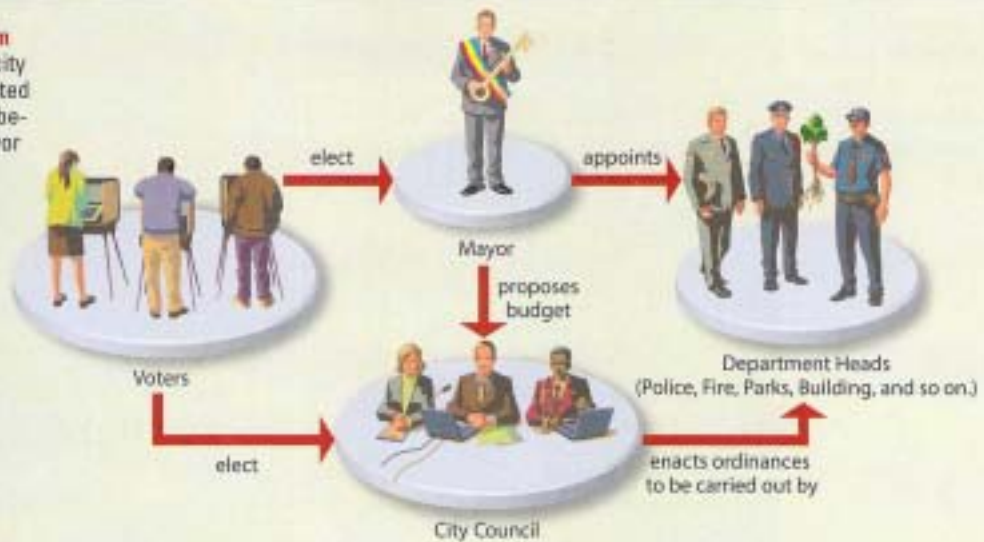 city
elect
appoints
Mayor
proposes
budget
Voters
Department Heads
(Police, Fire, Parks, Building, and so on.)
elect
enacts ordinances
to be carried out by
City Council